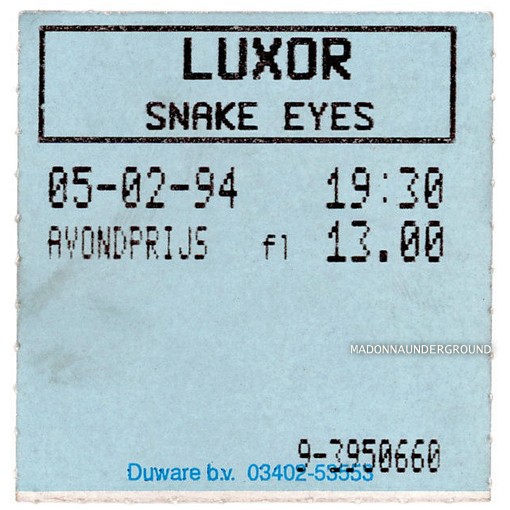 LUXOR
SNAKE EYES
05-02-94 19:30
AVONDPRIJS fl 13.00
MADONNAUNDERGROUND
9-3950660
Duware b.v. 03402-53553